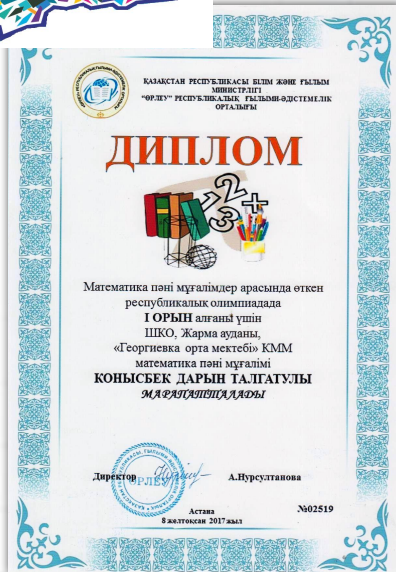 ҚАЗАҚСТАН РЕСПУБЛИКАСЫ БІЛІМ ЖӘНЕ ҒЫЛЫМ
МИНИСТРЛІГІ
"ӨРЛЕУ" РЕСПУБЛИКАЛЫҚ ҒЫЛЫМИ-ӘДІСТЕМЕЛІК
ОРТАЛЫҒЫ
ДИПЛОМ
Математика пәні мұғалімдер арасында өткен
республикалық олимпиадада
І ОРЫН алғаны үшін
ШҚО, Жарма ауданы,
«Георгиевка орта мектебі» КММ
математика пәні мұғалімі
КОНЫСБЕК ДАРЫН ТАЛГАТУЛЫ
МАРАПАТТАЛАДЫ
Директор ӨРЛЕУ А.Нурсултанова
Астана №02519
8 желтоқсан 2017 жыл